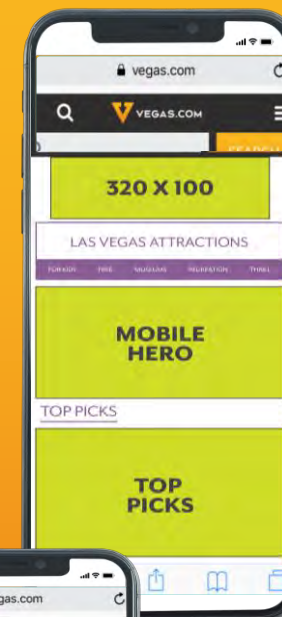 vegas.com
VEGAS.COM
SEARCH
320 X 100
LAS VEGAS ATTRACTIONS
FOR KIDS FREE MUSEUMS RECREATION THRILL
MOBILE
HERO
TOP PICKS
TOP
PICKS
gas.com